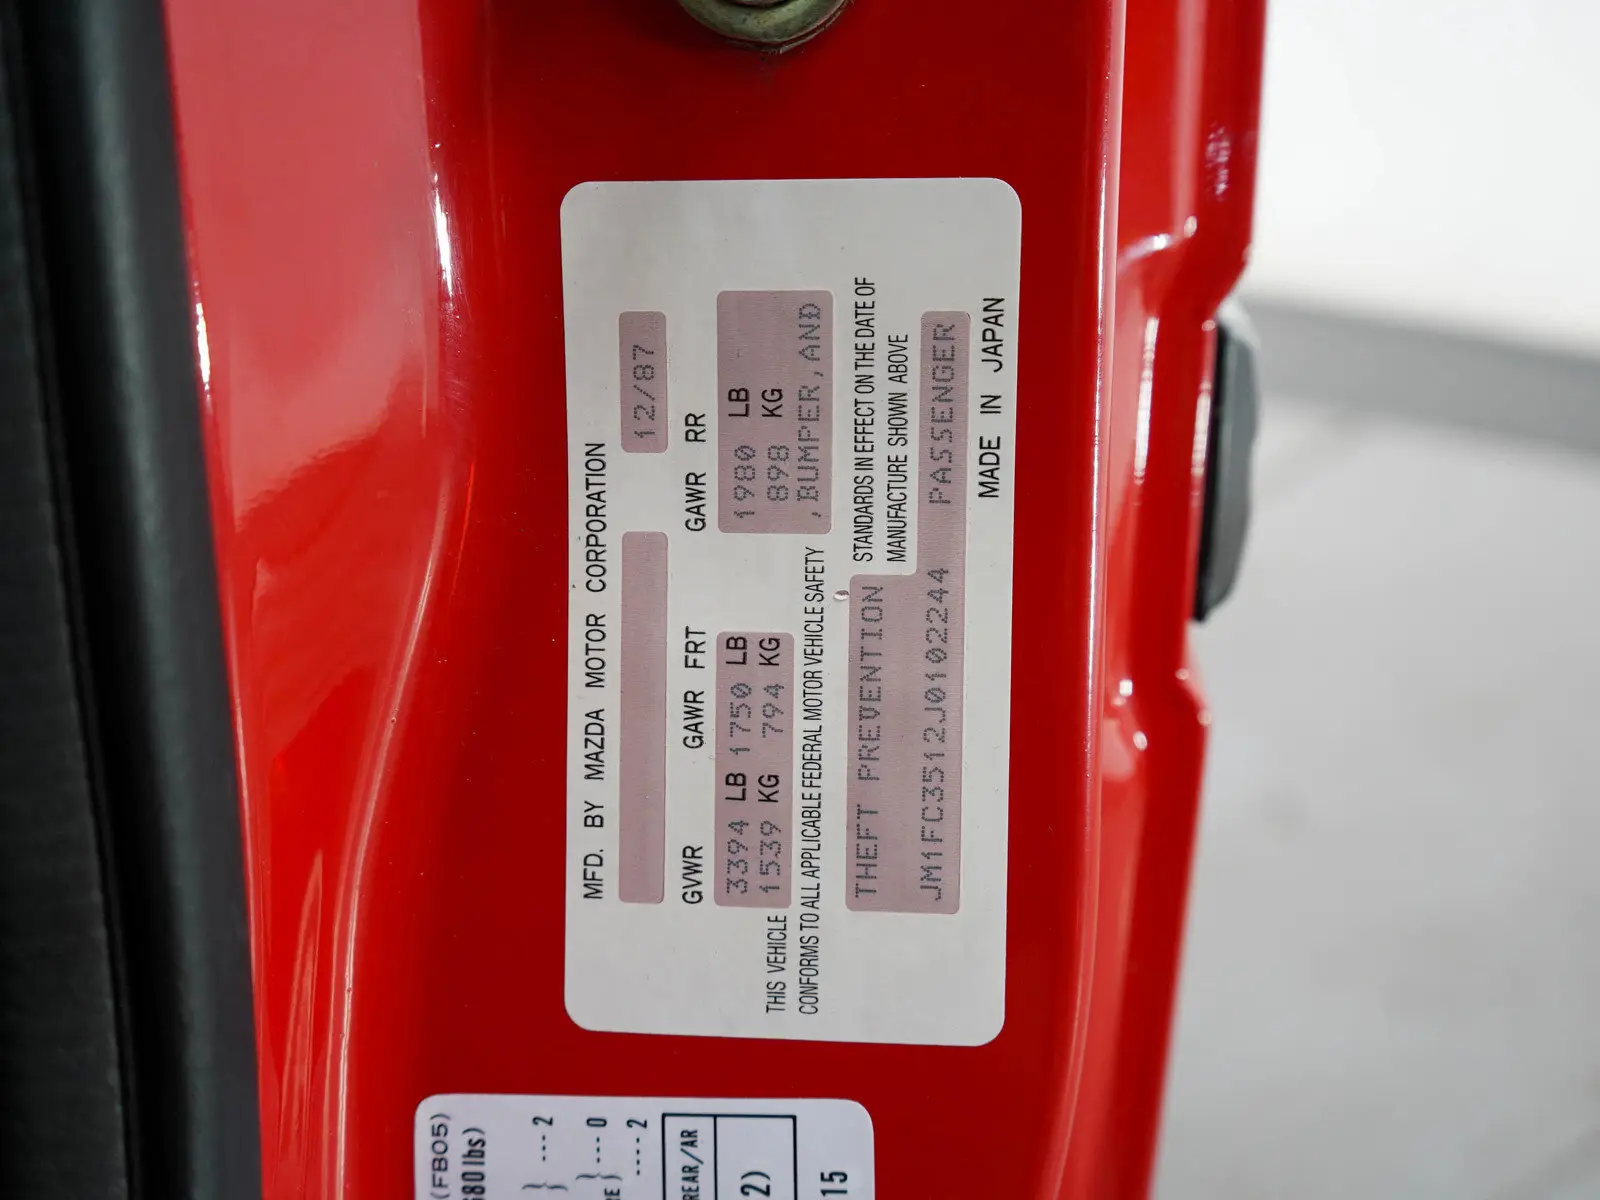 MFD. BY MAZDA MOTOR CORPORATION
12/87
GVWR GAWR FRT GAWR RR
3394 LB 1750 LB 1980 LB
1539 KG 794 KG 898 KG
THIS VEHICLE ,BUMPER,AND
CONFORMS TO ALL APPLICABLE FEDERAL MOTOR VEHICLE SAFETY
THEFT PREVENTION STANDARDS IN EFFECT ON THE DATE OF
MANUFACTURE SHOWN ABOVE
JM1FC3512J0102244 PASSENGER
MADE IN JAPAN
(FB05)
680 lbs)
} --- 2
} --- 0
---- 2
REAR/AR
2)
15